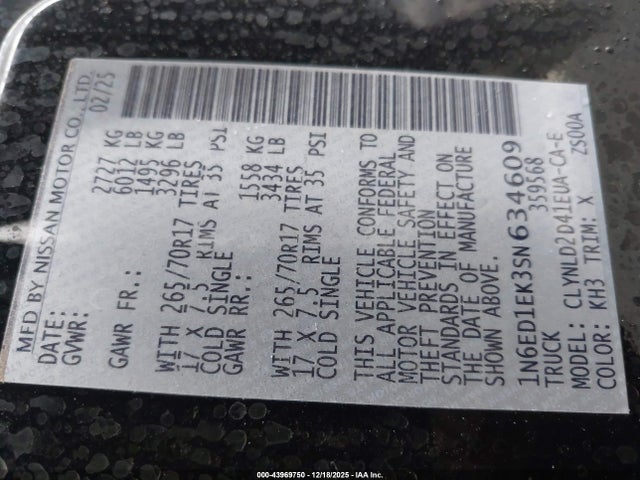 MFD BY NISSAN MOTOR CO., LTD.
DATE: 02/25
GVWR: 2727 KG
6012 LB
GAWR FR.: 1495 KG
3296 LB
WITH 265/70R17 TIRES
17 X 7.5 RIMS AT 35 PSI
COLD SINGLE
GAWR RR.: 1558 KG
3434 LB
WITH 265/70R17 TIRES
17 X 7.5 RIMS AT 35 PSI
COLD SINGLE
THIS VEHICLE CONFORMS TO
ALL APPLICABLE FEDERAL
MOTOR VEHICLE SAFETY AND
THEFT PREVENTION
STANDARDS IN EFFECT ON
THE DATE OF MANUFACTURE
SHOWN ABOVE.
1N6ED1EK3SN634609
TRUCK 359568
MODEL: CLYNLD2D41EUA-CA-E
COLOR: KH3 TRIM: X ZS00A
000-43969750 - 12/18/2025 - IAA Inc.